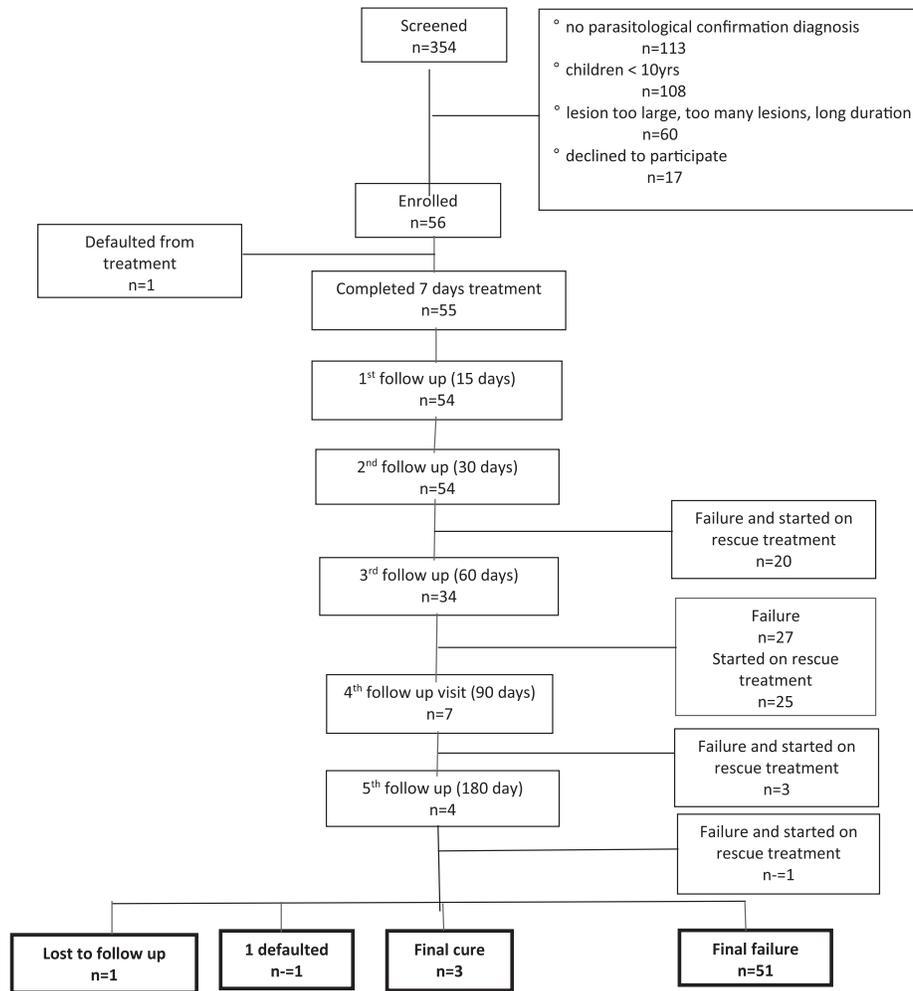 Screened
n=354
° no parasitological confirmation diagnosis
n=113
° children < 10yrs
n=108
° lesion too large, too many lesions, long duration
n=60
° declined to participate
n=17
Enrolled
n=56
Defaulted from
treatment
n=1
Completed 7 days treatment
n=55
1st follow up (15 days)
n=54
2nd follow up (30 days)
n=54
Failure and started on
rescue treatment
n=20
3rd follow up (60 days)
n=34
Failure
n=27
Started on rescue
treatment
n=25
4th follow up visit (90 days)
n=7
Failure and started on
rescue treatment
n=3
5th follow up (180 day)
n=4
Failure and started on
rescue treatment
n-=1
Lost to follow up
n=1
1 defaulted
n-=1
Final cure
n=3
Final failure
n=51